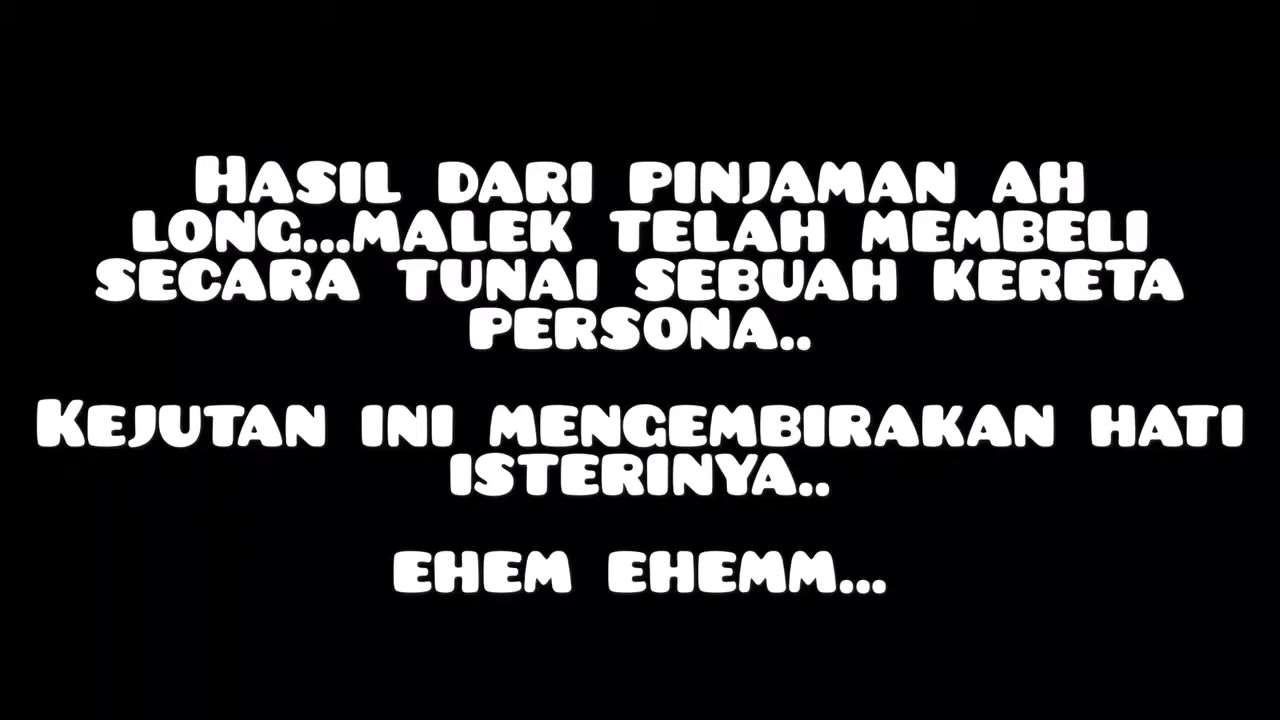 Hasil dari pinjaman ah
long...malek telah membeli
secara tunai sebuah kereta
persona..
Kejutan ini mengembirakan hati
isterinya..
ehem ehemm...